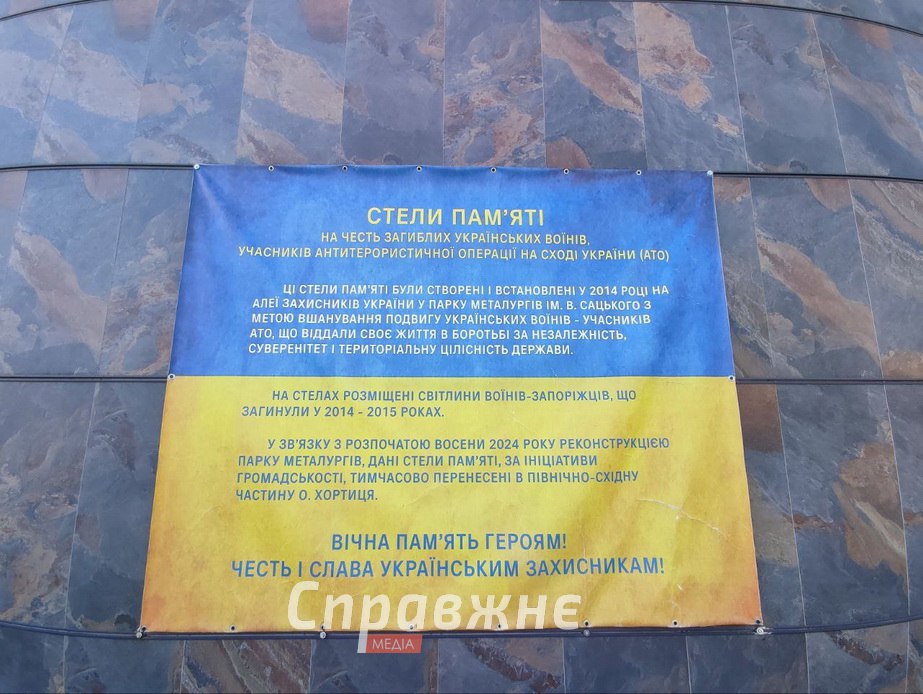 СТЕЛИ ПАМ'ЯТІ
НА ЧЕСТЬ ЗАГИБЛИХ УКРАЇНСЬКИХ ВОЇНІВ,
УЧАСНИКІВ АНТИТЕРОРИСТИЧНОЇ ОПЕРАЦІЇ НА СХОДІ УКРАЇНИ (АТО)
ЦІ СТЕЛИ ПАМ'ЯТІ БУЛИ СТВОРЕНІ І ВСТАНОВЛЕНІ У 2014 РОЦІ НА
АЛЕЇ ЗАХИСНИКІВ УКРАЇНИ У ПАРКУ МЕТАЛУРГІВ ІМ. В. САЦЬКОГО З
МЕТОЮ ВШАНУВАННЯ ПОДВИГУ УКРАЇНСЬКИХ ВОЇНІВ - УЧАСНИКІВ
АТО, ЩО ВІДДАЛИ СВОЄ ЖИТТЯ В БОРОТЬБІ ЗА НЕЗАЛЕЖНІСТЬ,
СУВЕРЕНІТЕТ І ТЕРИТОРІАЛЬНУ ЦІЛІСНІСТЬ ДЕРЖАВИ.
НА СТЕЛАХ РОЗМІЩЕНІ СВІТЛИНИ ВОЇНІВ-ЗАПОРІЖЦІВ, ЩО
ЗАГИНУЛИ У 2014 - 2015 РОКАХ.
У ЗВ'ЯЗКУ З РОЗПОЧАТОЮ ВОСЕНИ 2024 РОКУ РЕКОНСТРУКЦІЄЮ
ПАРКУ МЕТАЛУРГІВ, ДАНІ СТЕЛИ ПАМ'ЯТІ, ЗА ІНІЦІАТИВИ
ГРОМАДСЬКОСТІ, ТИМЧАСОВО ПЕРЕНЕСЕНІ В ПІВНІЧНО-СХІДНУ
ЧАСТИНУ О. ХОРТИЦЯ.
ВІЧНА ПАМ'ЯТЬ ГЕРОЯМ!
ЧЕСТЬ І СЛАВА УКРАЇНСЬКИМ ЗАХИСНИКАМ!
Справжнє
МЕДІА